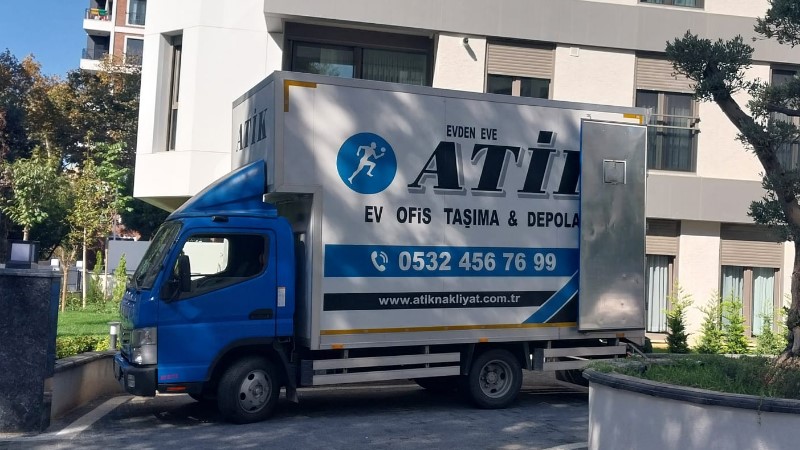 ATİK
EVDEN EVE
ATİK
EV OFİS TAŞIMA & DEPOLA
0532 456 76 99
www.atiknakliyat.com.tr